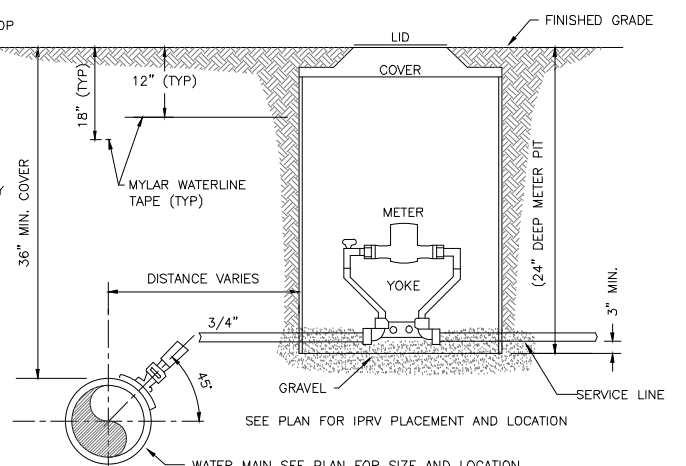 OP
FINISHED GRADE
LID
COVER
12" (TYP)
18" (TYP)
MYLAR WATERLINE
TAPE (TYP)
Y
36" MIN. COVER
METER
(24" DEEP METER PIT
DISTANCE VARIES
YOKE
3" MIN.
3/4"
45°
GRAVEL
SERVICE LINE
SEE PLAN FOR IPRV PLACEMENT AND LOCATION
WATER MAIN SEE PLAN FOR SIZE AND LOCATION